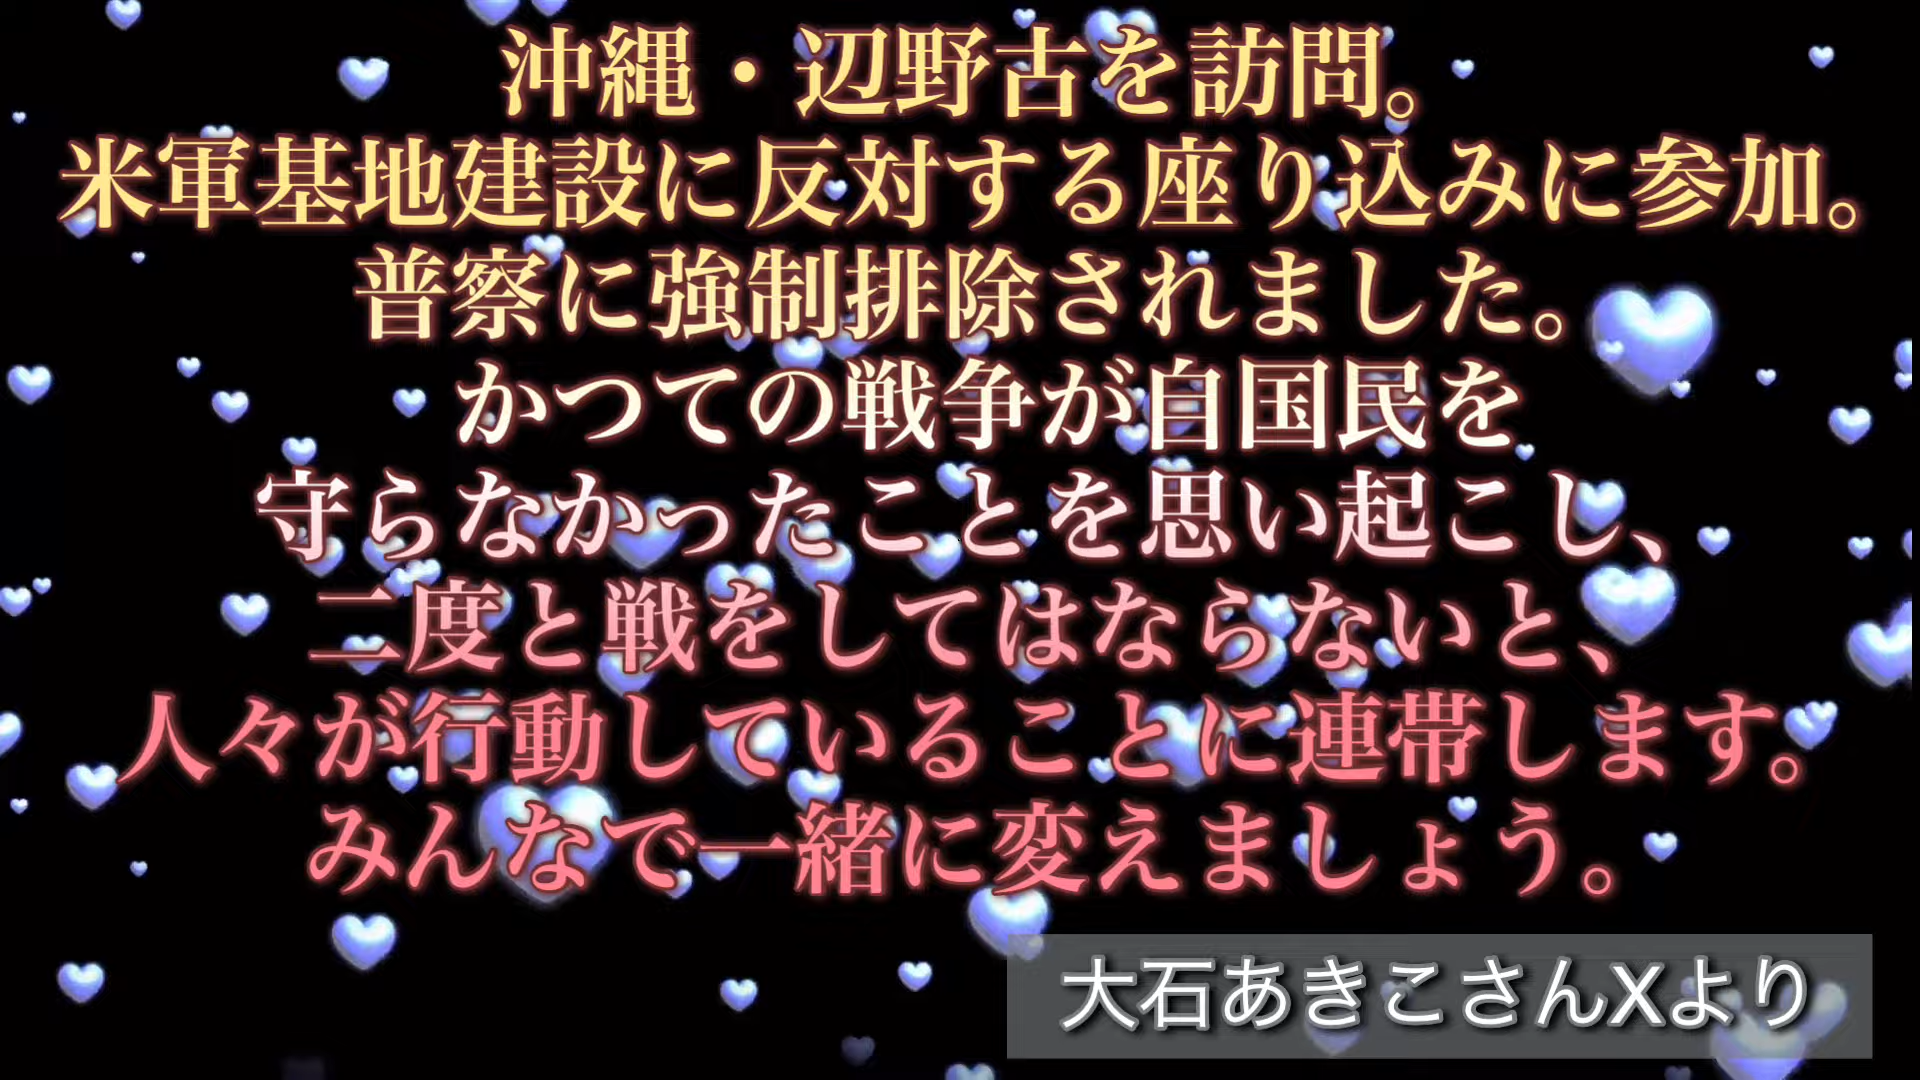 沖縄・辺野古を訪問。
米軍基地建設に反対する座り込みに参加。
普察に強制排除されました。
かつての戦争が自国民を
守らなかったことを思い起こし、
二度と戦をしてはならないと、
人々が行動していることに連帯します。
みんなで一緒に変えましょう。
大石あきこさんXより